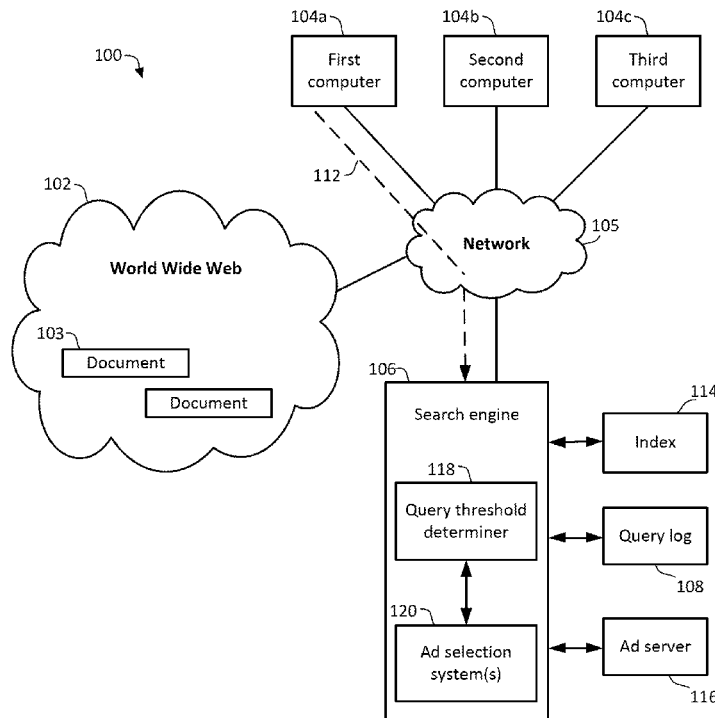 100
104a
First
computer
104b
Second
computer
104c
Third
computer
112
102
World Wide Web
Network
105
103
Document
Document
106
Search engine
114
Index
118
Query threshold
determiner
Query log
108
120
Ad selection
system(s)
Ad server
116